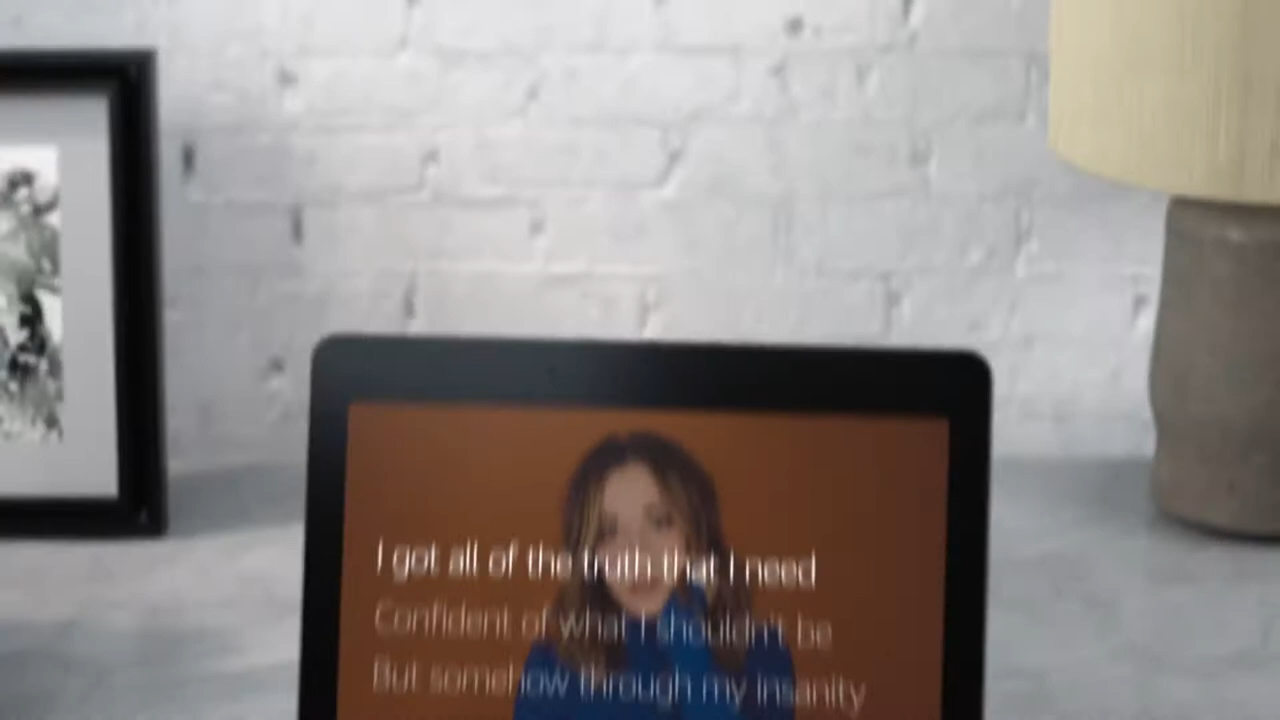 I got all of the truth that I need
Confident of what I shouldn't be
But somehow through my insanity